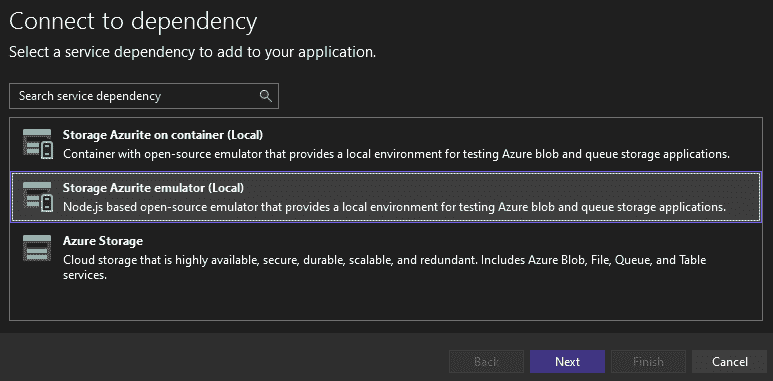 Connect to dependency
Select a service dependency to add to your application.
Search service dependency
Storage Azurite on container (Local)
Container with open-source emulator that provides a local environment for testing Azure blob and queue storage applications.
Storage Azurite emulator (Local)
Node.js based open-source emulator that provides a local environment for testing Azure blob and queue storage applications.
Azure Storage
Cloud storage that is highly available, secure, durable, scalable, and redundant. Includes Azure Blob, File, Queue, and Table
services.
Back
Next
Finish
Cancel